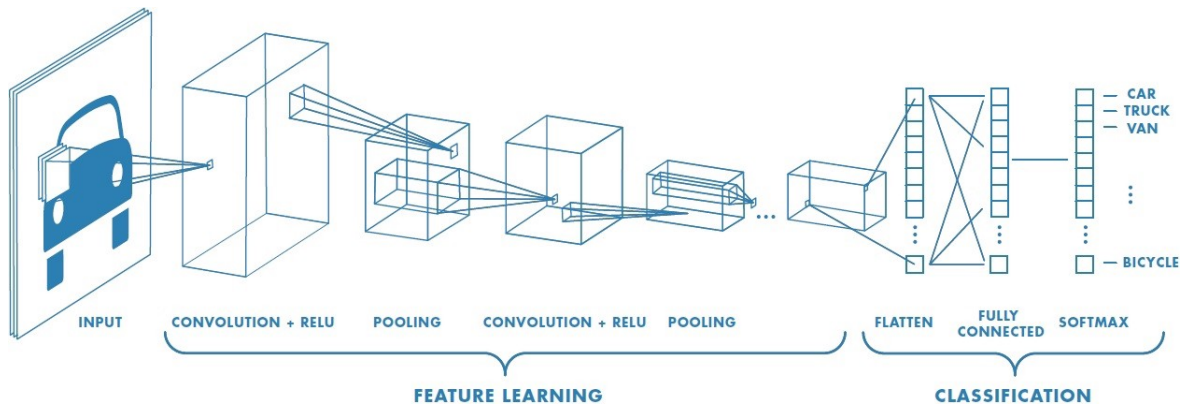 CAR
TRUCK
VAN
BICYCLE
INPUT
CONVOLUTION + RELU
POOLING
CONVOLUTION + RELU
POOLING
FLATTEN
FULLY
CONNECTED
SOFTMAX
FEATURE LEARNING
CLASSIFICATION